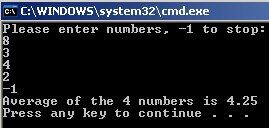 C:\WINDOWS\system32\cmd.exe
Please enter numbers, -1 to stop:
8
3
4
2
-1
Average of the 4 numbers is 4.25
Press any key to continue . . .